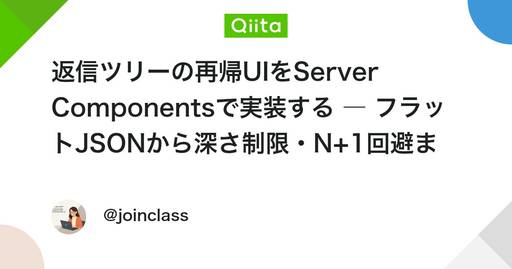 Qiita
返信ツリーの再帰UIをServer
Componentsで実装する ― フラッ
トJSONから深さ制限・N+1回避ま
@joinclass